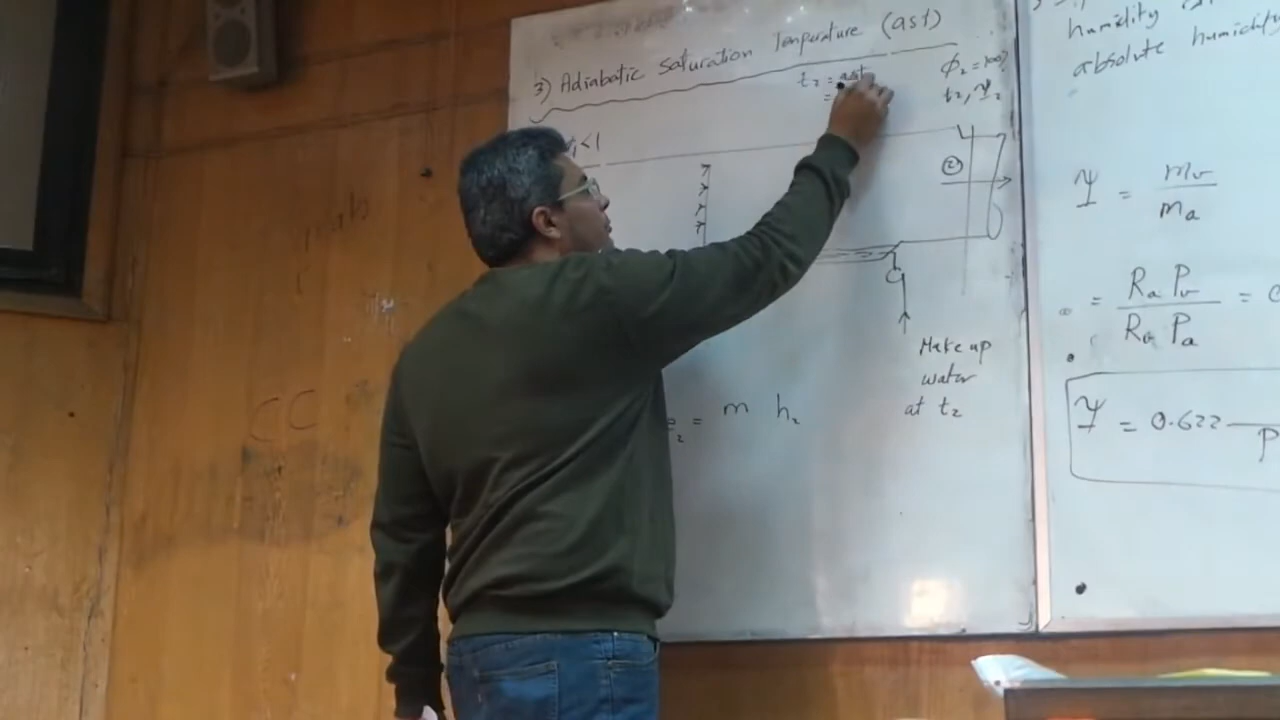 3) Adiabatic Saturation Temperature (ast)
t₂ = ast
=
ϕ₂ = 100%
t₂, Ψ₂
< 1
②
Make up
water
at t₂
= m h₂
humidity
absolute humidity
Ψ = mᵥ / mₐ
= Rₐ Pᵥ / Rᵥ Pₐ =
Ψ = 0.622 / P
CC